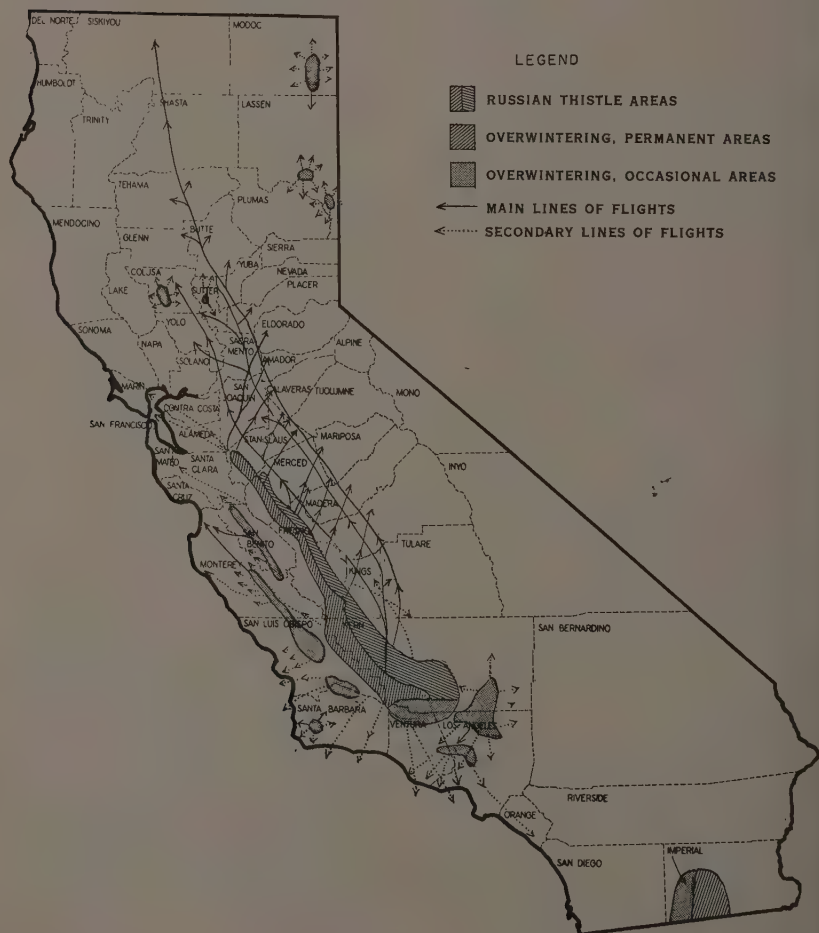 DEL NORTE
SISKIYOU
MODOC
HUMBOLDT
TRINITY
SHASTA
LASSEN
TEHAMA
PLUMAS
MENDOCINO
GLENN
BUTTE
SIERRA
YUBA
NEVADA
PLACER
COLUSA
LAKE
SUTTER
YOLO
ELDORADO
SONOMA
NAPA
SACRAMENTO
ALPINE
AMADOR
SOLANO
MARIN
SAN JOAQUIN
CALAVERAS
TUOLUMNE
MONO
CONTRA COSTA
SAN FRANCISCO
ALAMEDA
STANISLAUS
MARIPOSA
SAN MATEO
SANTA CLARA
MERCED
INYO
SANTA CRUZ
MADERA
SAN BENITO
FRESNO
TULARE
MONTEREY
KINGS
SAN LUIS OBISPO
KERN
SAN BERNARDINO
SANTA BARBARA
VENTURA
LOS ANGELES
RIVERSIDE
ORANGE
SAN DIEGO
IMPERIAL
LEGEND
RUSSIAN THISTLE AREAS
OVERWINTERING, PERMANENT AREAS
OVERWINTERING, OCCASIONAL AREAS
MAIN LINES OF FLIGHTS
SECONDARY LINES OF FLIGHTS